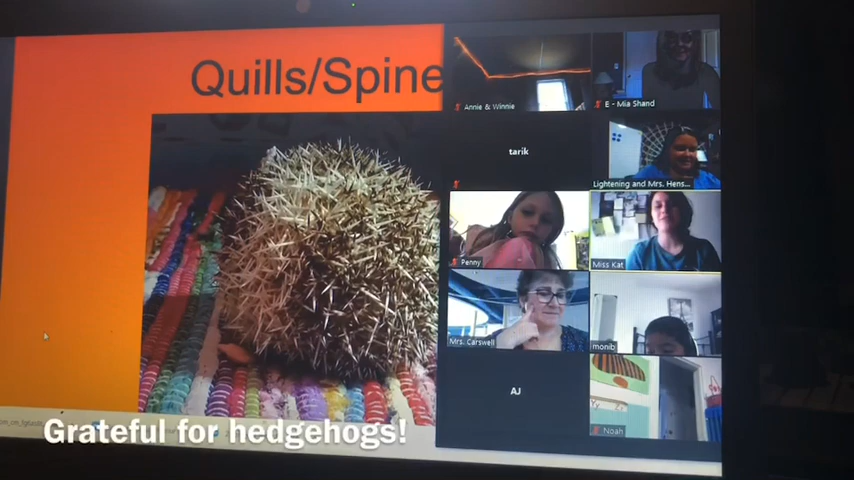 Quills/Spine
Annie & Winnie
E - Mia Shand
tarik
Lightening and Mrs. Hens...
Penny
Miss Kat
Mrs. Carswell
monib
AJ
Noah
Grateful for hedgehogs!